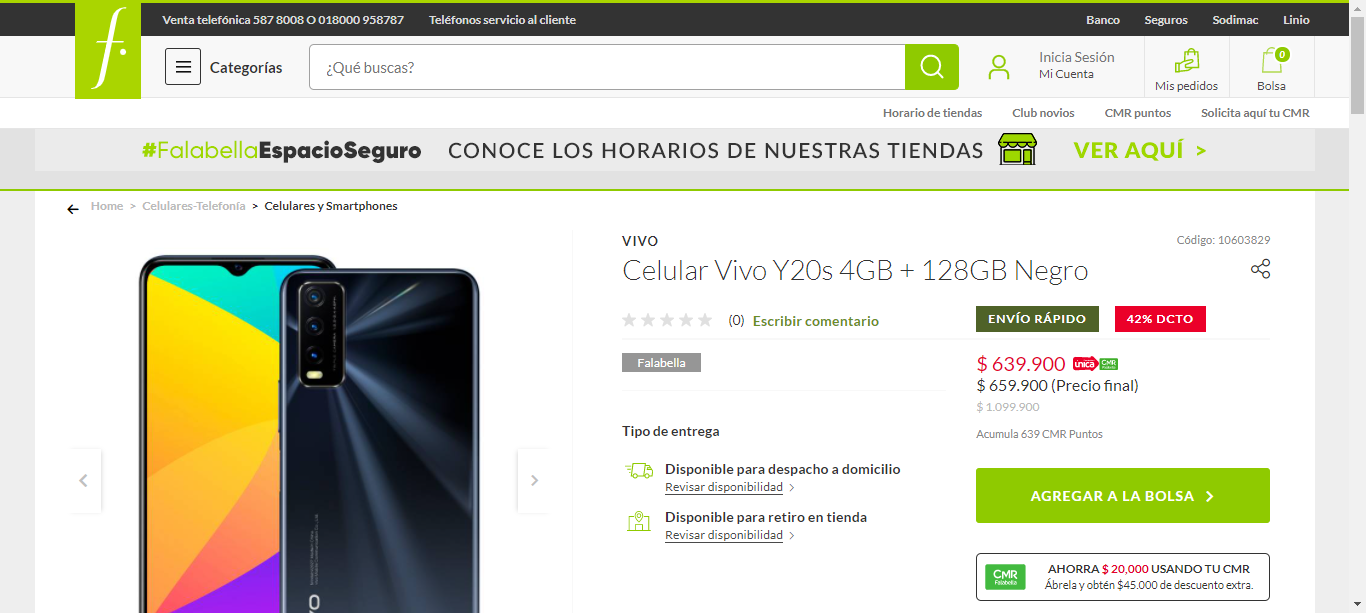 Venta telefónica 587 8008 O 018000 958787 Teléfonos servicio al cliente Banco Seguros Sodimac Linio
f.
Categorías ¿Qué buscas? Inicia Sesión
Mi Cuenta
Mis pedidos
0
Bolsa
Horario de tiendas Club novios CMR puntos Solicita aquí tu CMR
#FalabellaEspacioSeguro CONOCE LOS HORARIOS DE NUESTRAS TIENDAS VER AQUÍ >
Home > Celulares-Telefonía > Celulares y Smartphones
VIVO
Código: 10603829
Celular Vivo Y20s 4GB + 128GB Negro
(0) Escribir comentario
ENVÍO RÁPIDO 42% DCTO
Falabella
$ 639.900 única CMR
$ 659.900 (Precio final)
$ 1.099.900
Acumula 639 CMR Puntos
Tipo de entrega
Disponible para despacho a domicilio
Revisar disponibilidad >
Disponible para retiro en tienda
Revisar disponibilidad >
AGREGAR A LA BOLSA >
CMR
Falabella
AHORRA $ 20,000 USANDO TU CMR
Ábrela y obtén $45.000 de descuento extra.